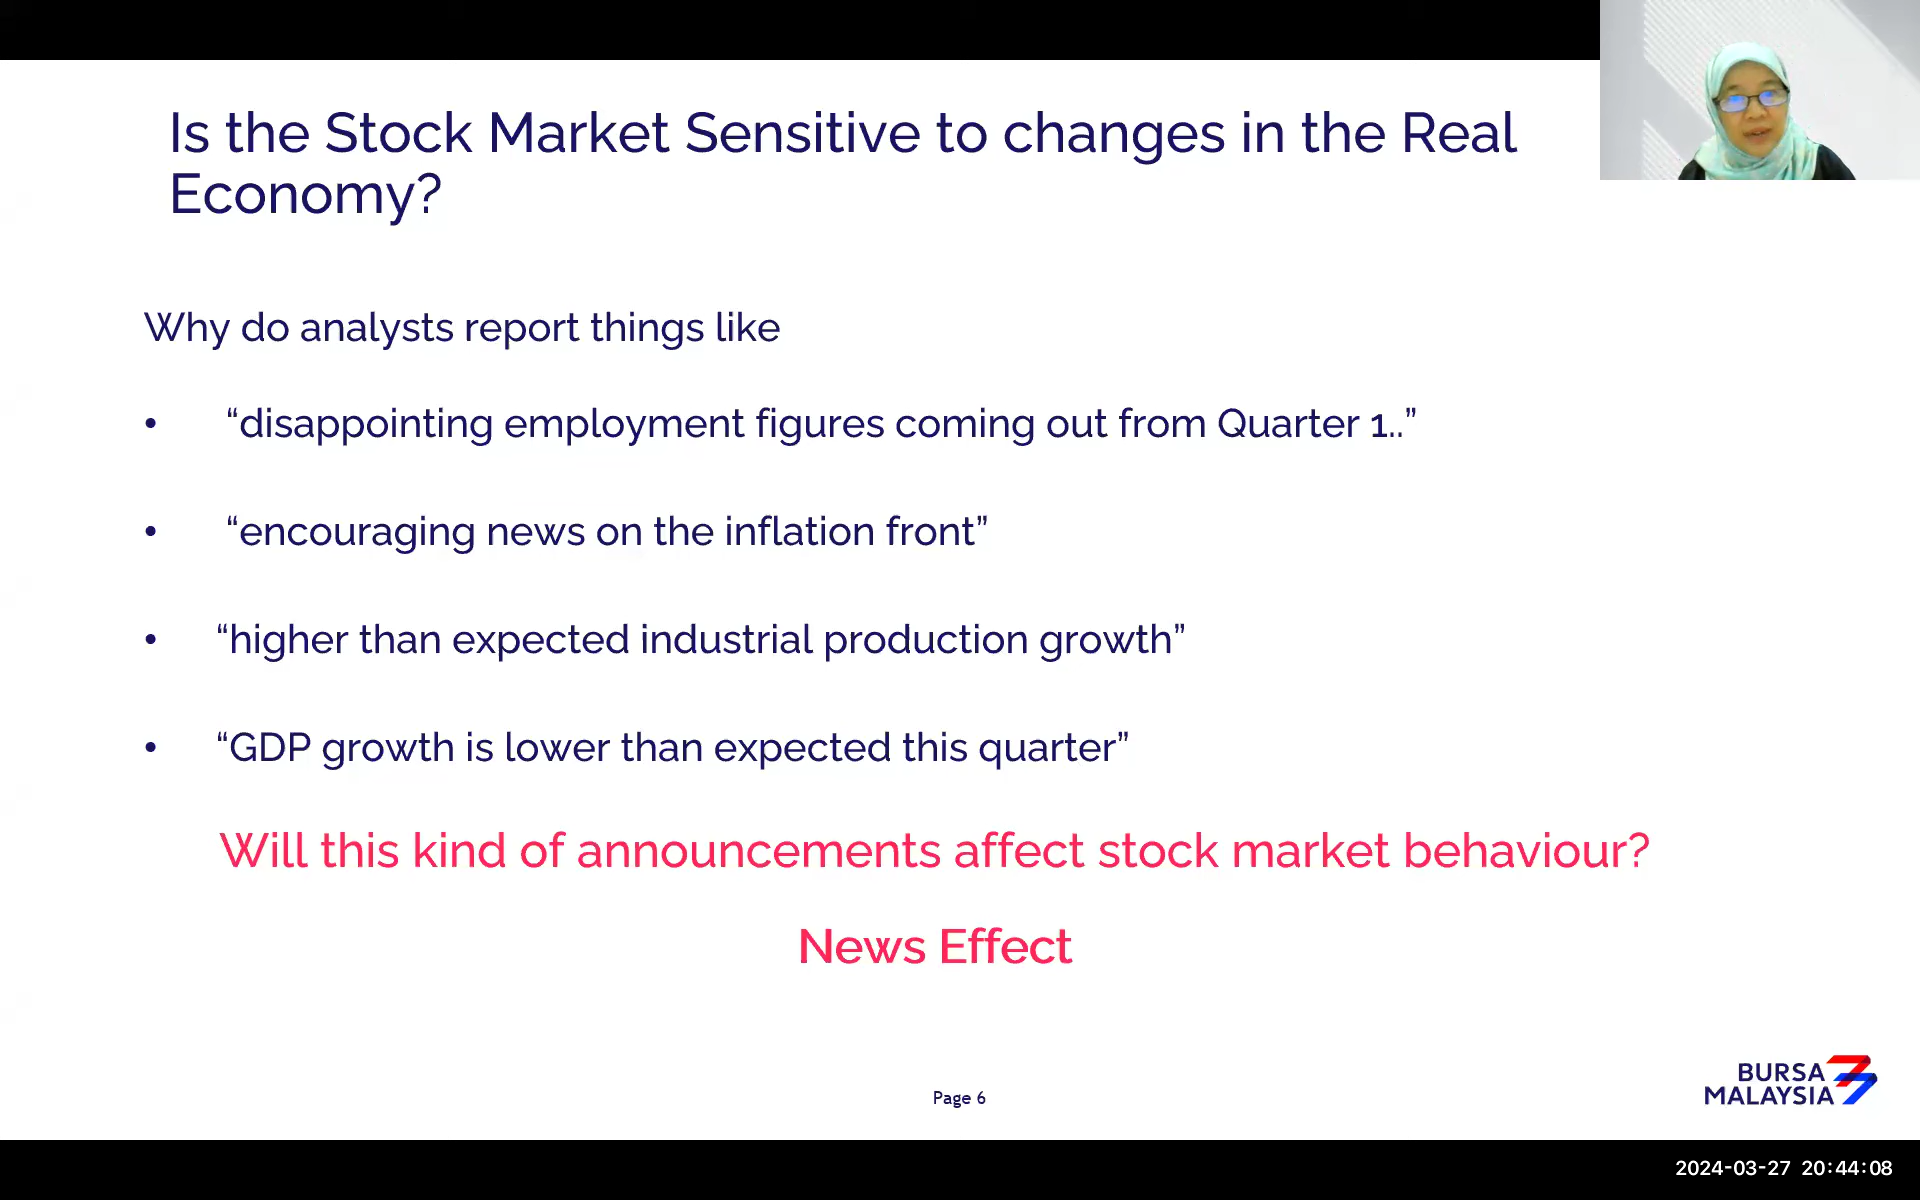 Is the Stock Market Sensitive to changes in the Real
Economy?
Why do analysts report things like
• “disappointing employment figures coming out from Quarter 1..”
• “encouraging news on the inflation front”
• “higher than expected industrial production growth”
• “GDP growth is lower than expected this quarter”
Will this kind of announcements affect stock market behaviour?
News Effect
BURSA
MALAYSIA
Page 6
2024-03-27 20:44:08